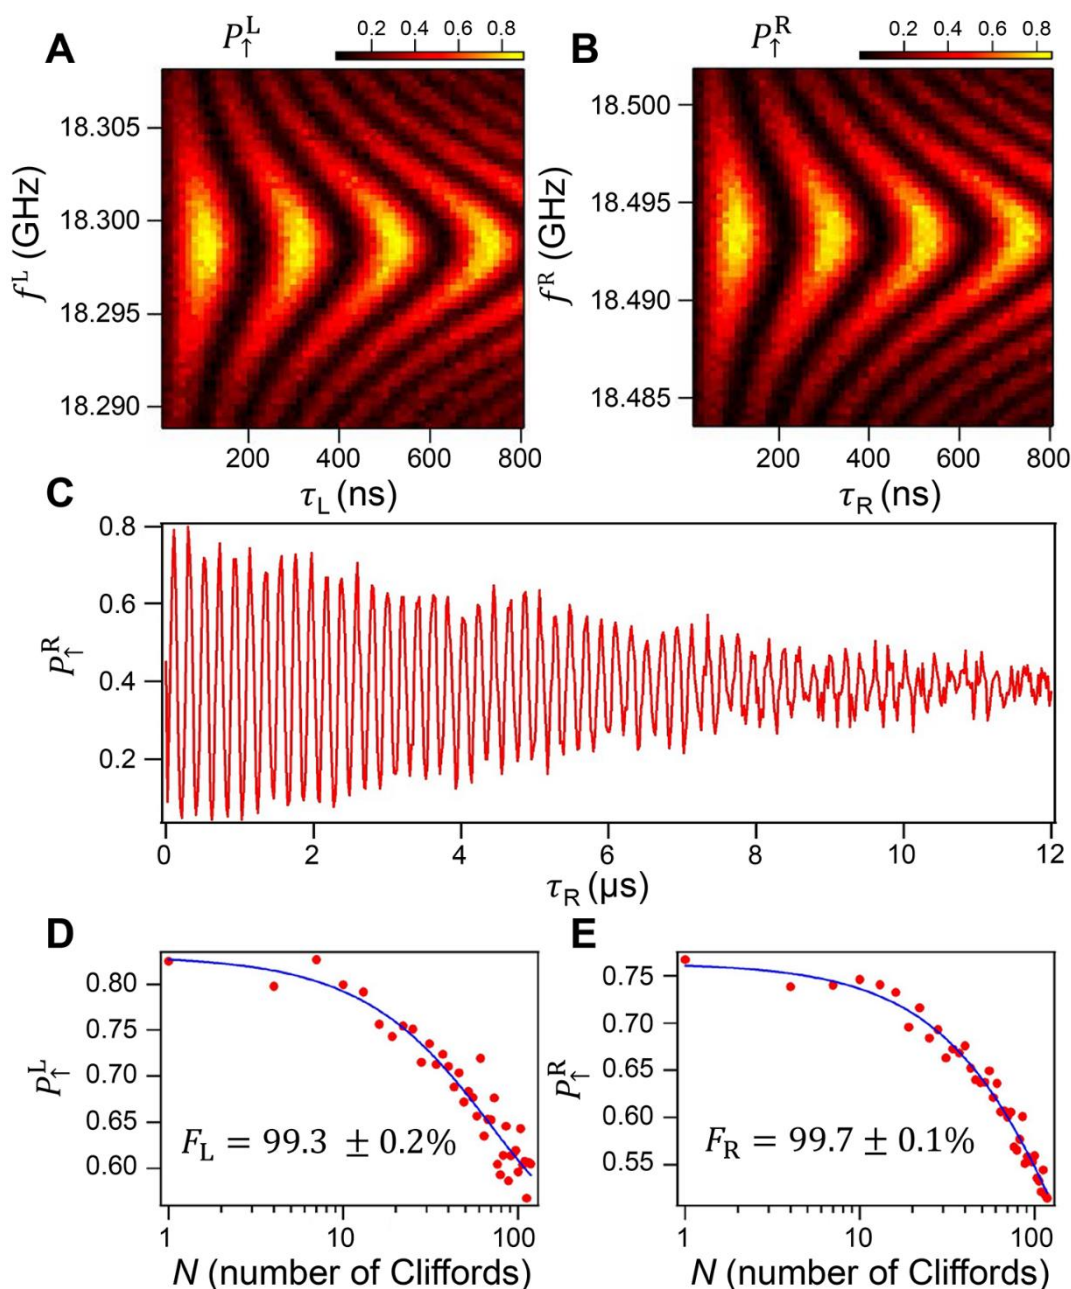 A P↑ᴸ 0.2 0.4 0.6 0.8
18.305
18.300
18.295
18.290
fᴸ (GHz)
200 400 600 800
τ_L (ns)
B P↑ᴿ 0.2 0.4 0.6 0.8
18.500
18.495
18.490
18.485
fᴿ (GHz)
200 400 600 800
τ_R (ns)
C
0.8
0.6
0.4
0.2
P↑ᴿ
0 2 4 6 8 10 12
τ_R (µs)
D
0.80
0.75
0.70
0.65
0.60
P↑ᴸ
F_L = 99.3 ± 0.2%
1 10 100
N (number of Cliffords)
E
0.75
0.70
0.65
0.60
0.55
P↑ᴿ
F_R = 99.7 ± 0.1%
1 10 100
N (number of Cliffords)